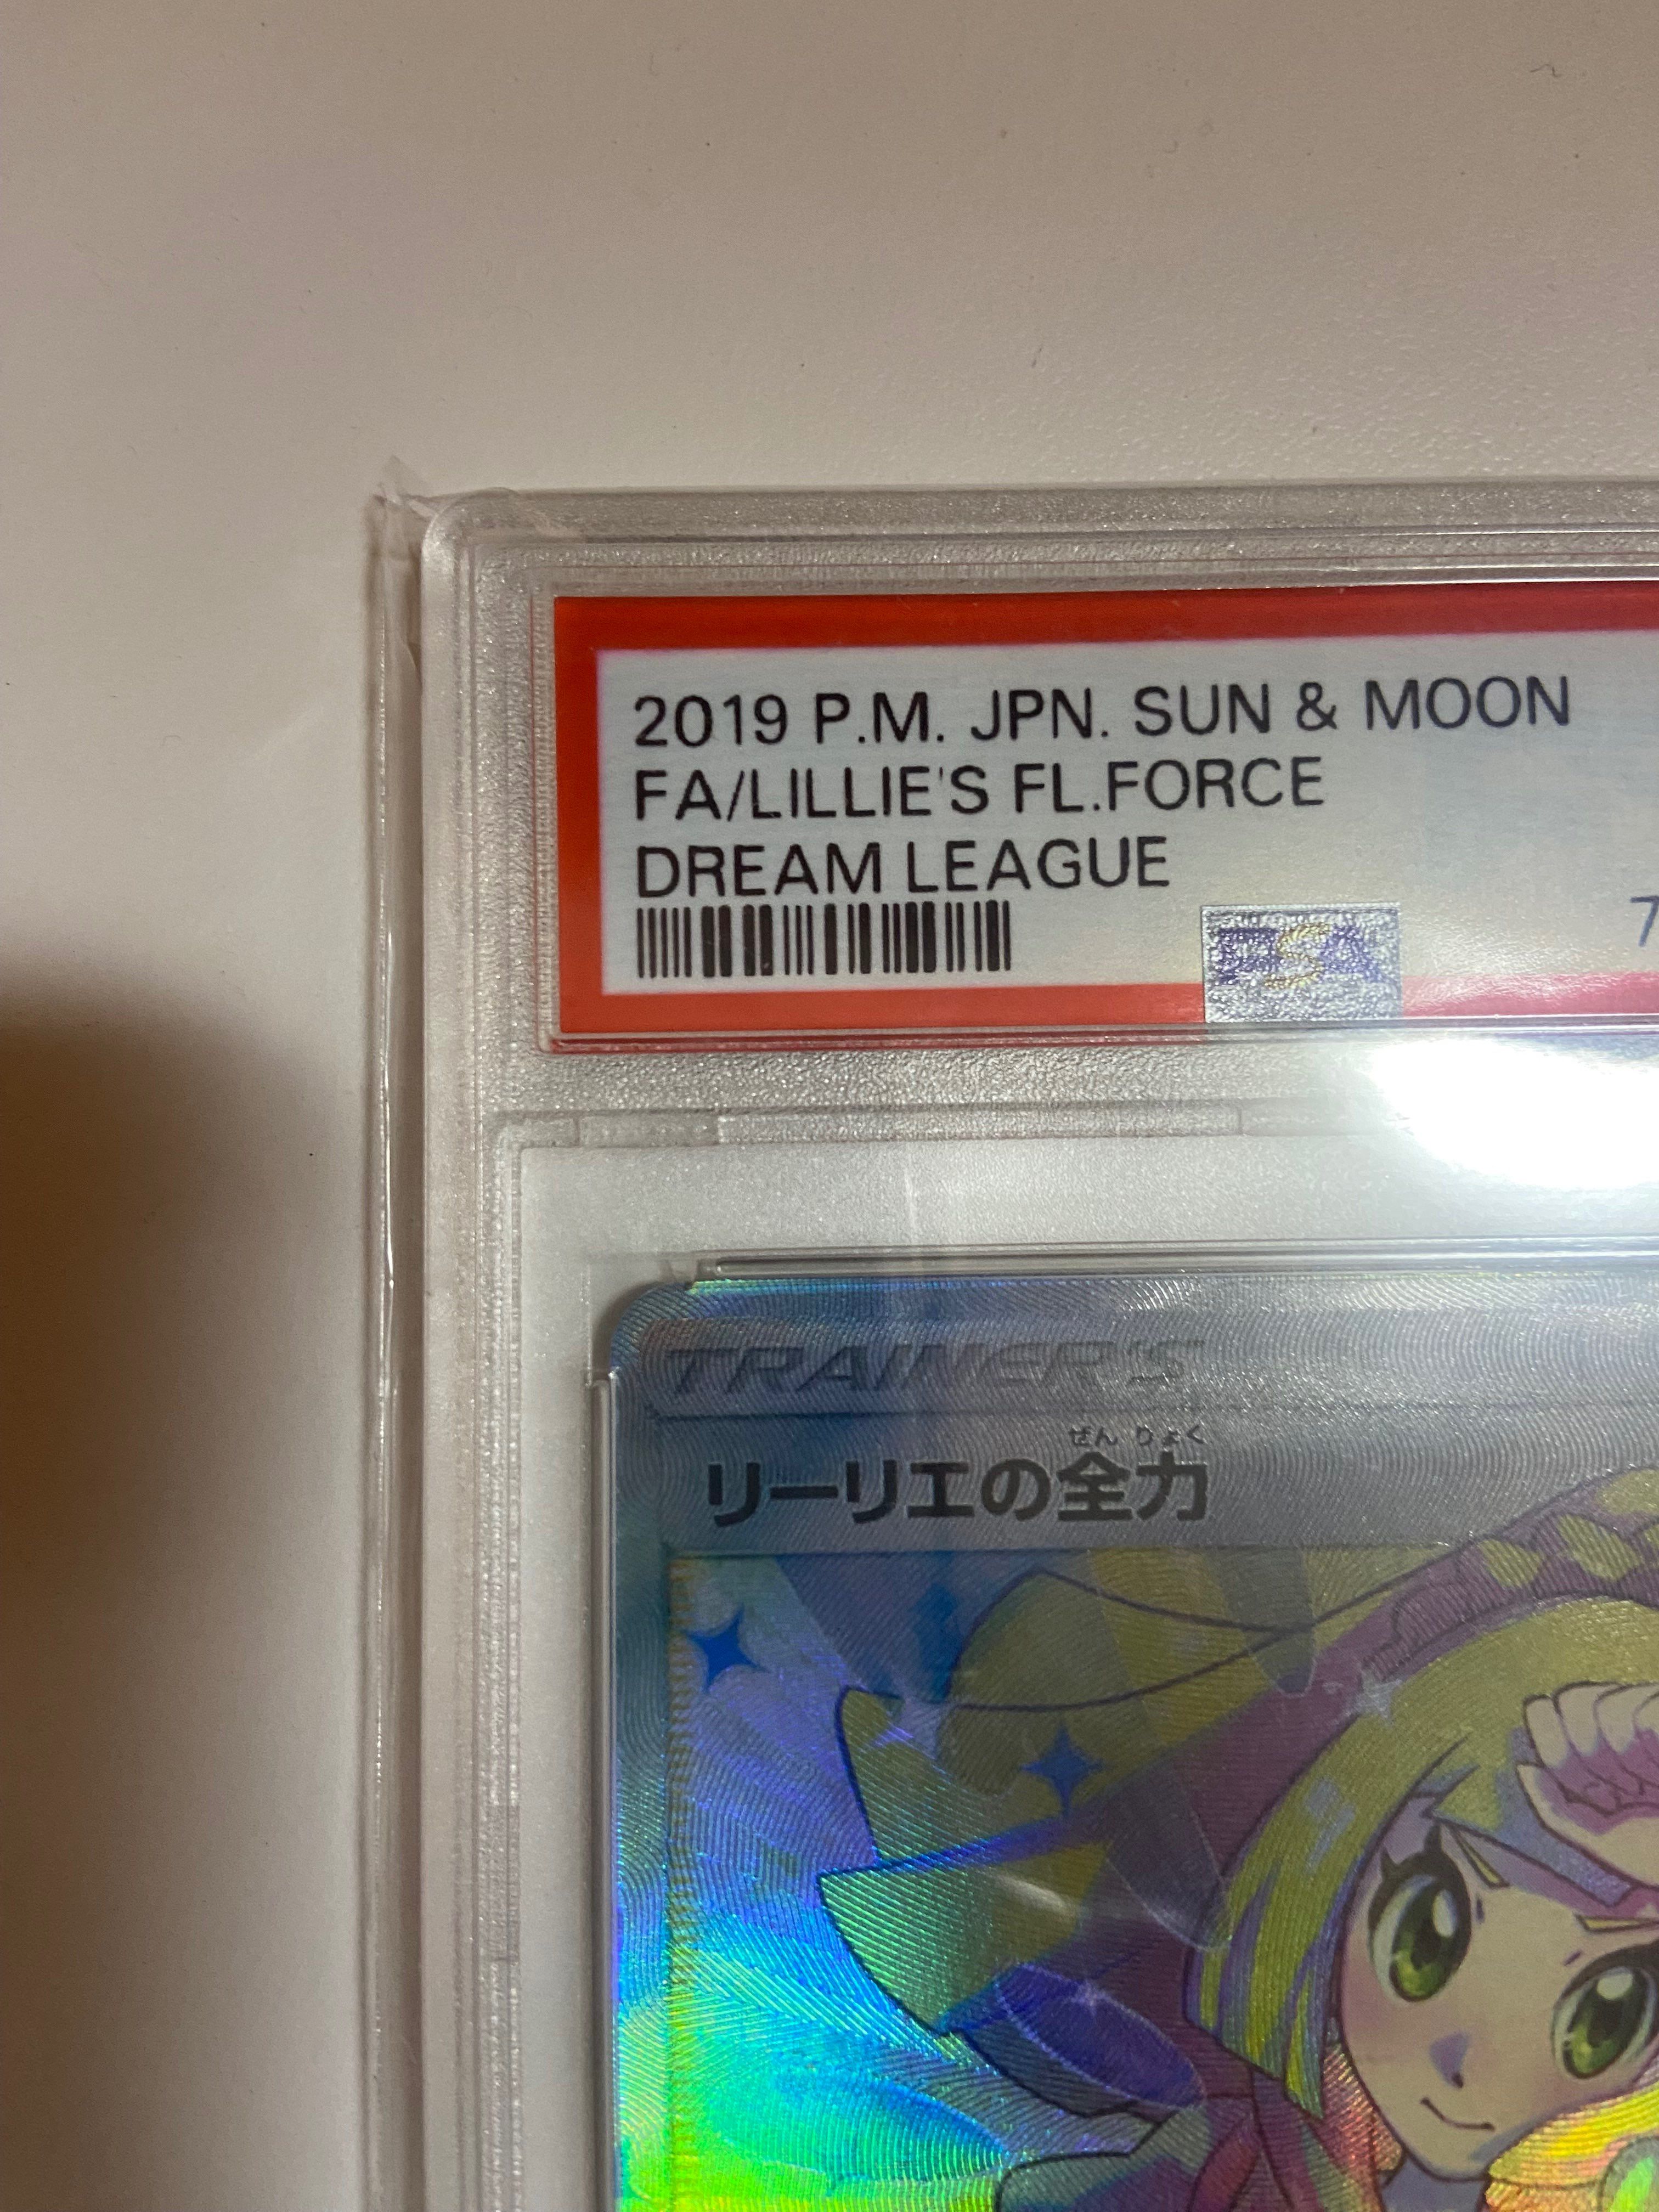 2019 P.M. JPN. SUN & MOON
FA/LILLIE'S FL.FORCE
DREAM LEAGUE
7
PSA
TRAINER'S
ぜんりょく
リーリエの全力